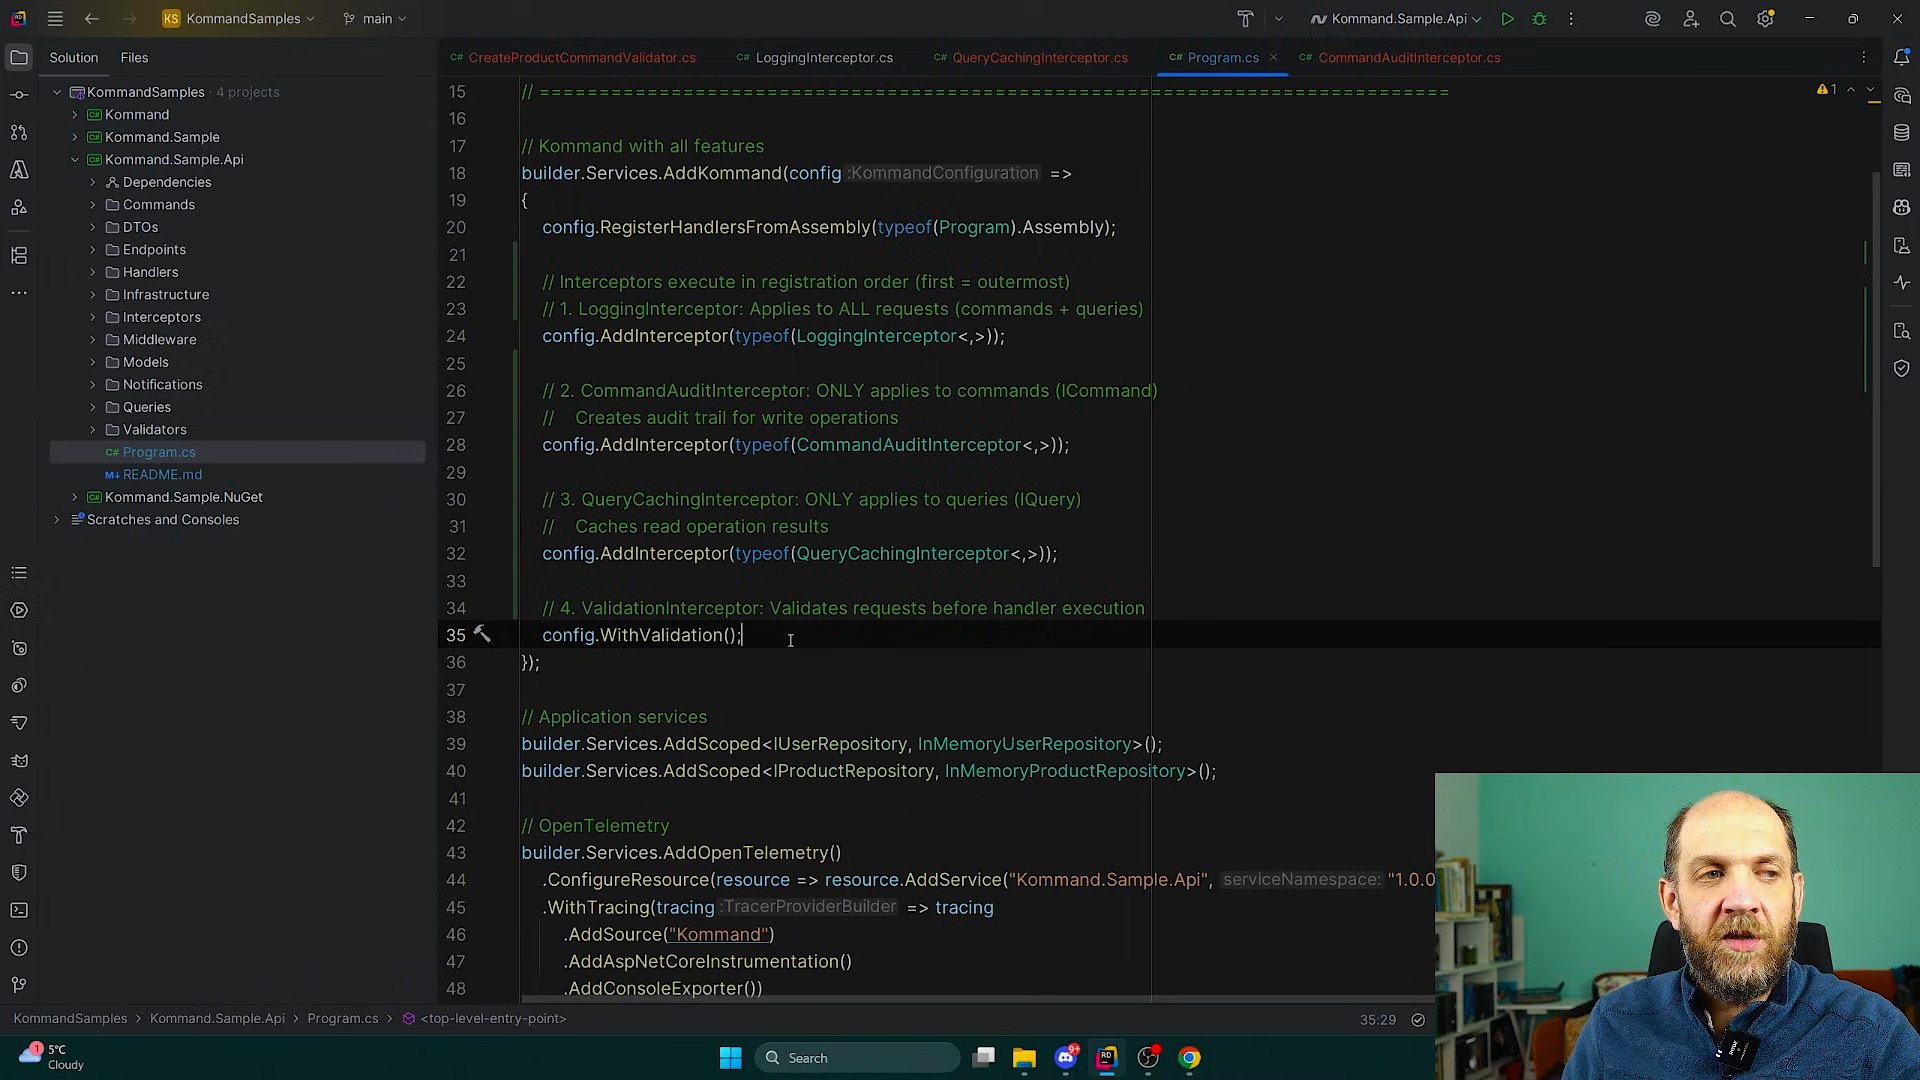 KS KommandSamples
main
Kommand.Sample.Api
Solution
Files
C# CreateProductCommandValidator.cs
C# LoggingInterceptor.cs
C# QueryCachingInterceptor.cs
C# Program.cs
C# CommandAuditInterceptor.cs
KommandSamples · 4 projects
C# Kommand
C# Kommand.Sample
C# Kommand.Sample.Api
Dependencies
Commands
DTOs
Endpoints
Handlers
Infrastructure
Interceptors
Middleware
Models
Notifications
Queries
Validators
C# Program.cs
M↓ README.md
C# Kommand.Sample.NuGet
Scratches and Consoles
1
15 // ============================================================================
16
17 // Kommand with all features
18 builder.Services.AddKommand(config :KommandConfiguration =>
19 {
20 config.RegisterHandlersFromAssembly(typeof(Program).Assembly);
21
22 // Interceptors execute in registration order (first = outermost)
23 // 1. LoggingInterceptor: Applies to ALL requests (commands + queries)
24 config.AddInterceptor(typeof(LoggingInterceptor<,>));
25
26 // 2. CommandAuditInterceptor: ONLY applies to commands (ICommand)
27 // Creates audit trail for write operations
28 config.AddInterceptor(typeof(CommandAuditInterceptor<,>));
29
30 // 3. QueryCachingInterceptor: ONLY applies to queries (IQuery)
31 // Caches read operation results
32 config.AddInterceptor(typeof(QueryCachingInterceptor<,>));
33
34 // 4. ValidationInterceptor: Validates requests before handler execution
35 config.WithValidation();
36 });
37
38 // Application services
39 builder.Services.AddScoped<IUserRepository, InMemoryUserRepository>();
40 builder.Services.AddScoped<IProductRepository, InMemoryProductRepository>();
41
42 // OpenTelemetry
43 builder.Services.AddOpenTelemetry()
44 .ConfigureResource(resource => resource.AddService("Kommand.Sample.Api", serviceNamespace: "1.0.0
45 .WithTracing(tracing :TracerProviderBuilder => tracing
46 .AddSource("Kommand")
47 .AddAspNetCoreInstrumentation()
48 .AddConsoleExporter())
KommandSamples > Kommand.Sample.Api > Program.cs > <top-level-entry-point>
35:29
1
5°C
Cloudy
Search
9+
RD